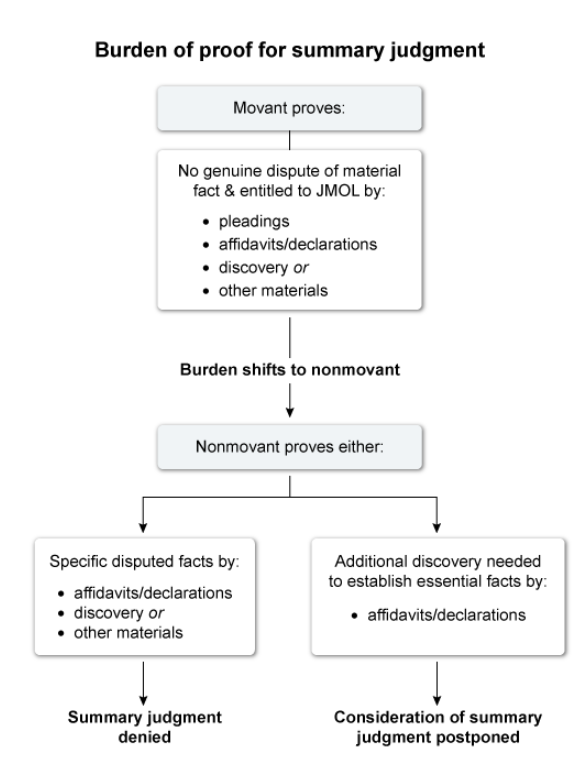 Burden of proof for summary judgment
Movant proves:
No genuine dispute of material
fact & entitled to JMOL by:
• pleadings
• affidavits/declarations
• discovery or
• other materials
Burden shifts to nonmovant
Nonmovant proves either:
Specific disputed facts by:
• affidavits/declarations
• discovery or
• other materials
Summary judgment
denied
Additional discovery needed
to establish essential facts by:
• affidavits/declarations
Consideration of summary
judgment postponed